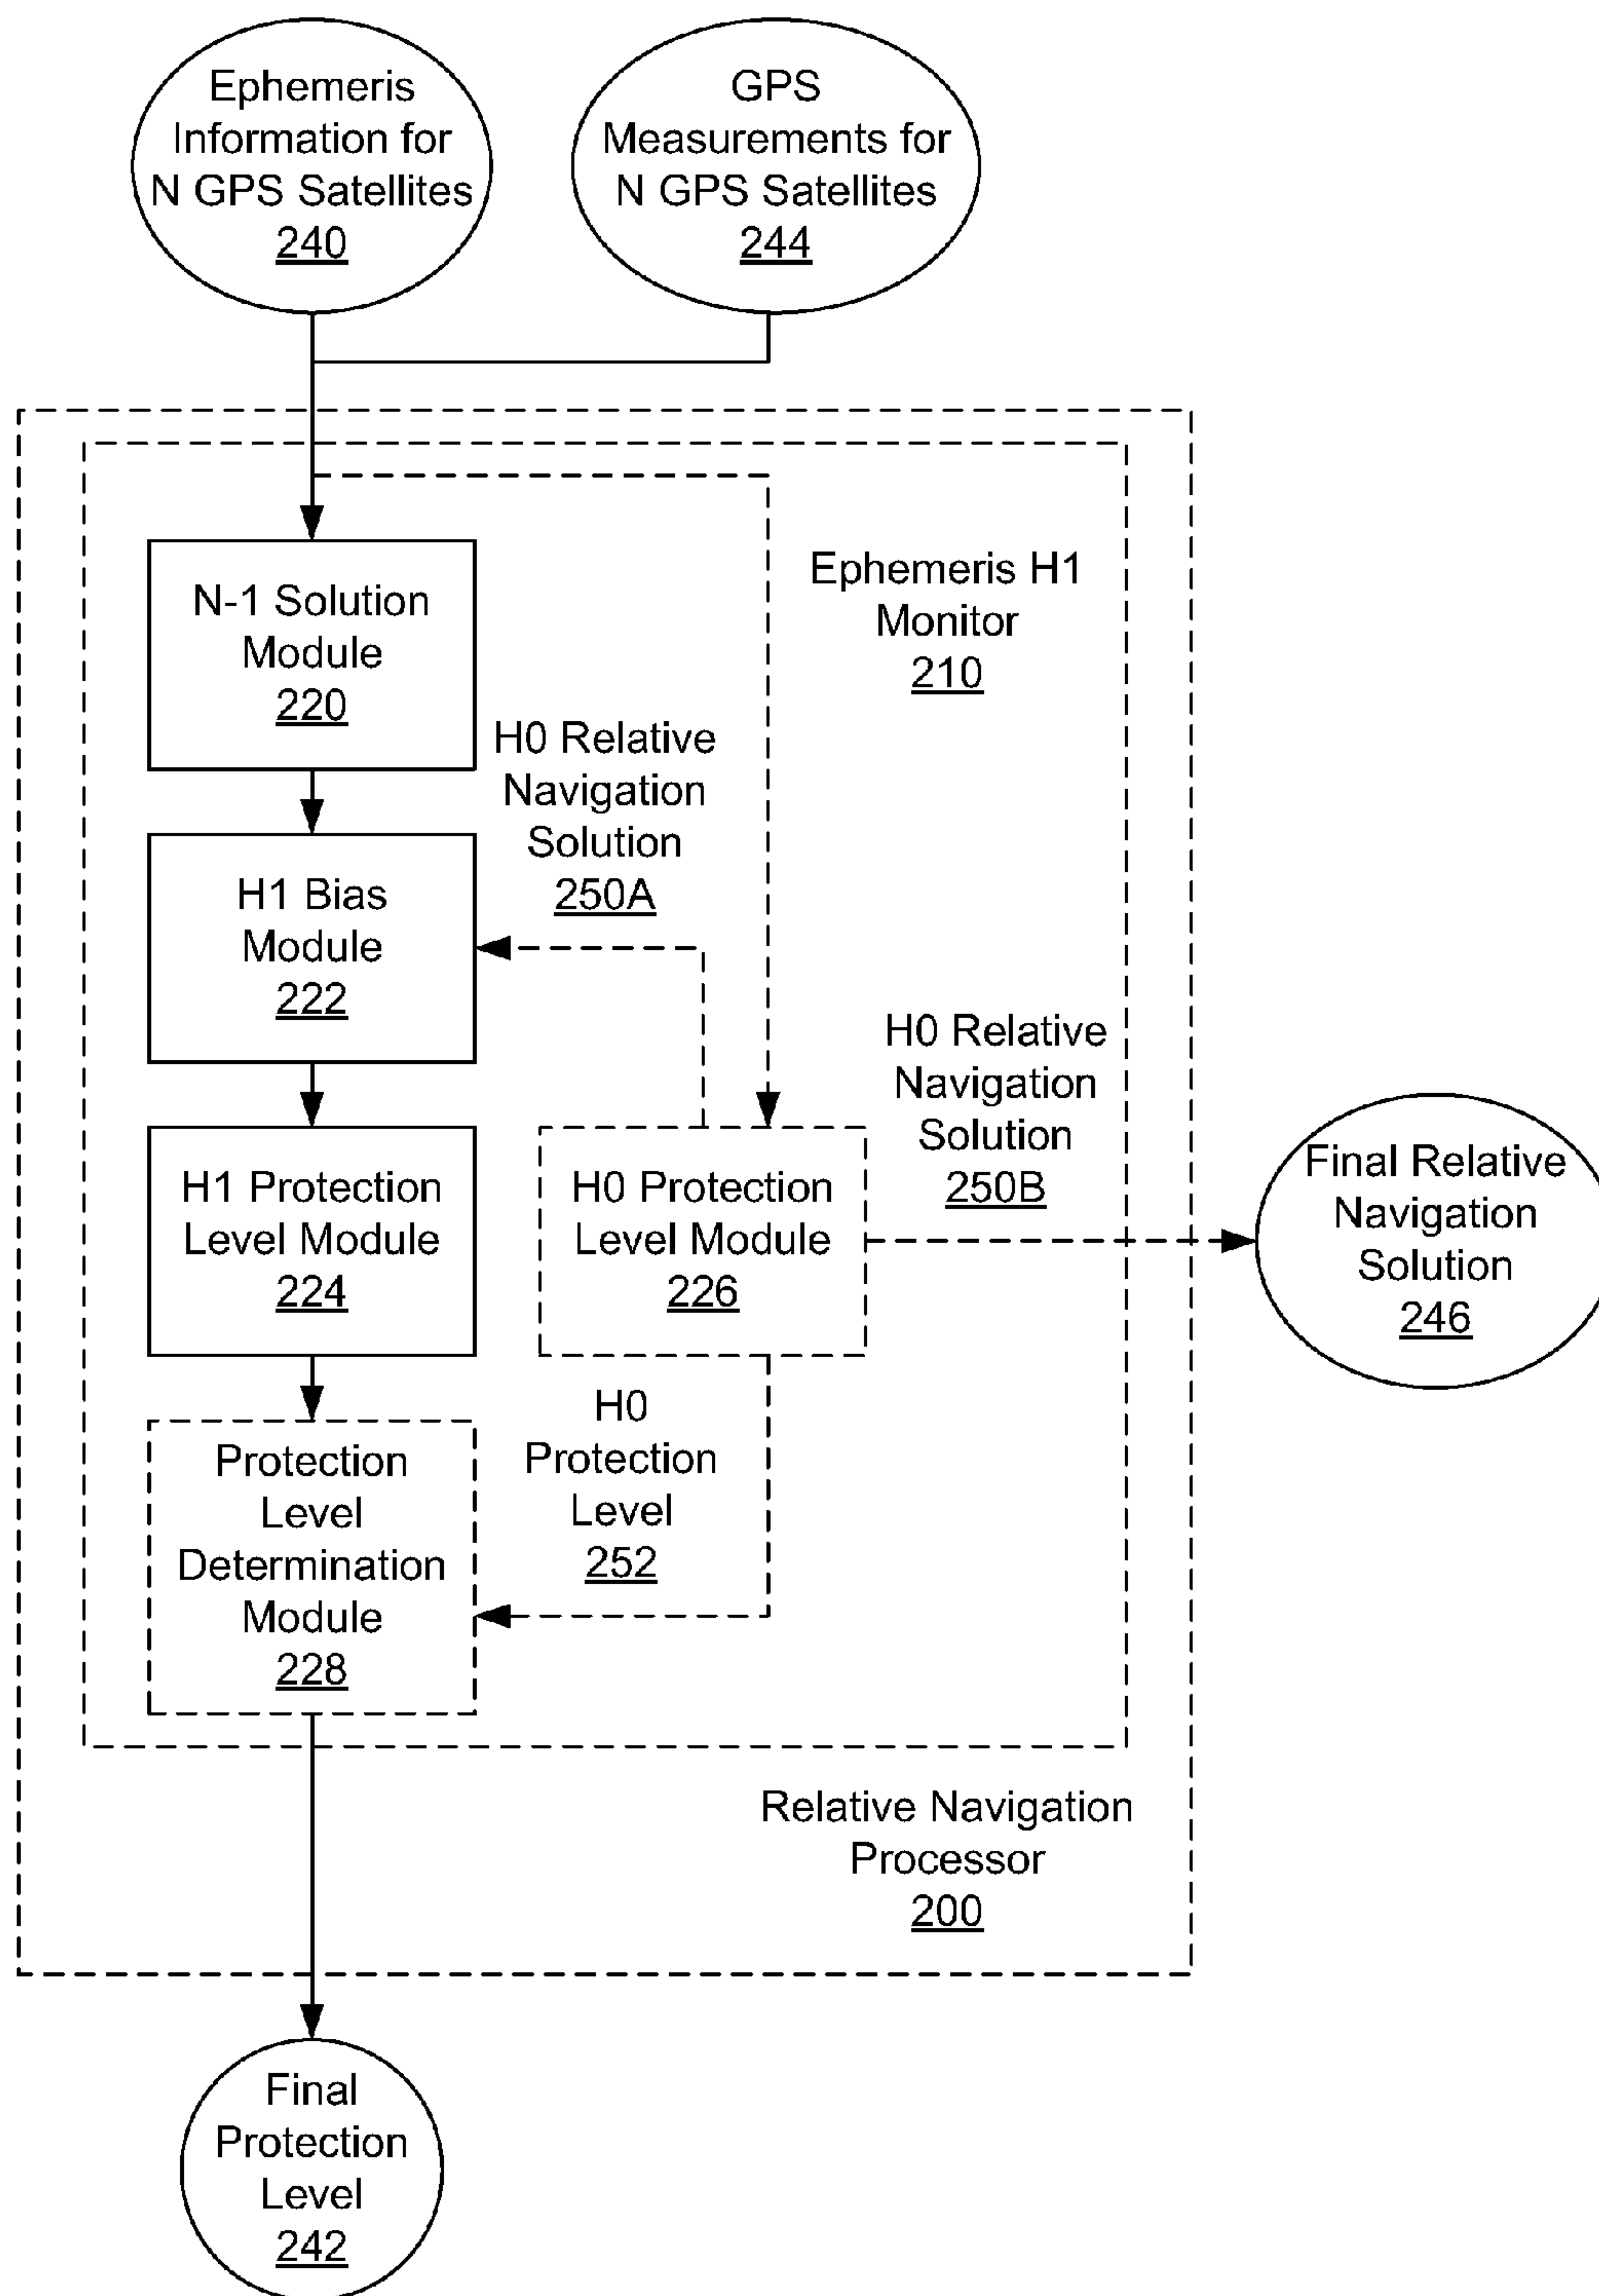 Ephemeris
Information for
N GPS Satellites
240
GPS
Measurements for
N GPS Satellites
244
N-1 Solution
Module
220
Ephemeris H1
Monitor
210
H0 Relative
Navigation
Solution
250A
H1 Bias
Module
222
H0 Relative
Navigation
Solution
250B
H1 Protection
Level Module
224
H0 Protection
Level Module
226
Final Relative
Navigation
Solution
246
H0
Protection
Level
252
Protection
Level
Determination
Module
228
Relative Navigation
Processor
200
Final
Protection
Level
242